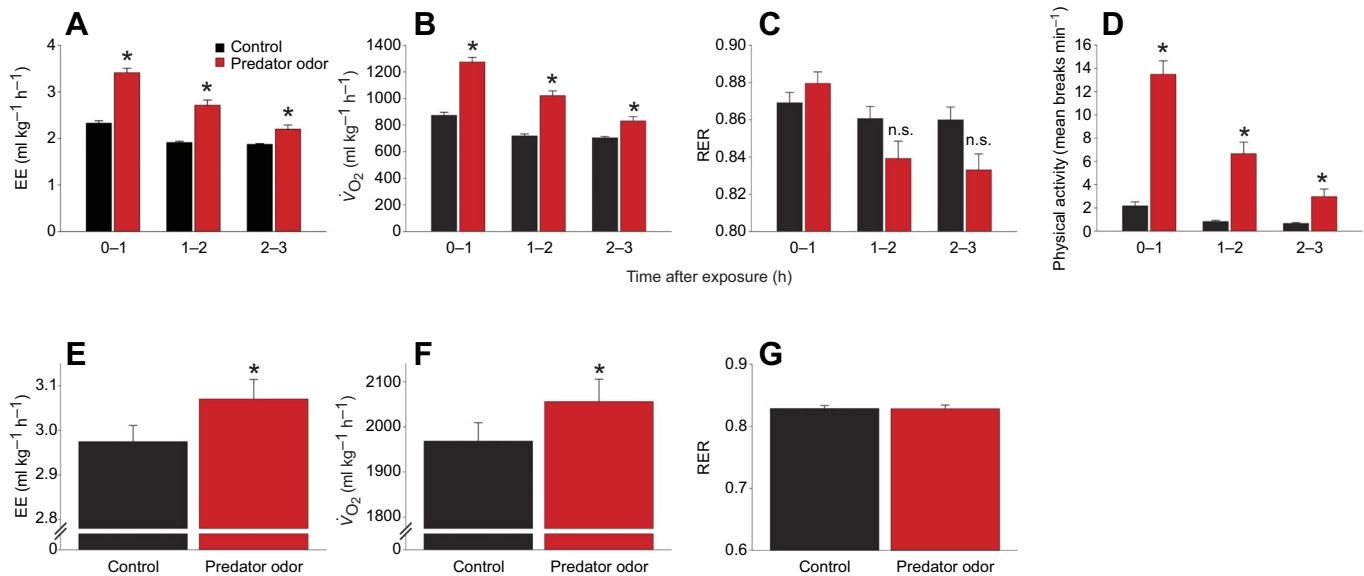 A
EE (ml kg⁻¹ h⁻¹)
4
3
2
1
0
Control
Predator odor
*
*
*
0–1
1–2
2–3
B
V̇O₂ (ml kg⁻¹ h⁻¹)
1400
1200
1000
800
600
400
200
0
*
*
*
0–1
1–2
2–3
C
RER
0.90
0.88
0.86
0.84
0.82
0.80
n.s.
n.s.
0–1
1–2
2–3
D
Physical activity (mean breaks min⁻¹)
16
14
12
10
8
6
4
2
0
*
*
*
0–1
1–2
2–3
Time after exposure (h)
E
EE (ml kg⁻¹ h⁻¹)
3.1
3.0
2.9
2.8
0
*
Control
Predator odor
F
V̇O₂ (ml kg⁻¹ h⁻¹)
2100
2000
1900
1800
0
*
Control
Predator odor
G
RER
0.9
0.8
0.7
0.6
Control
Predator odor